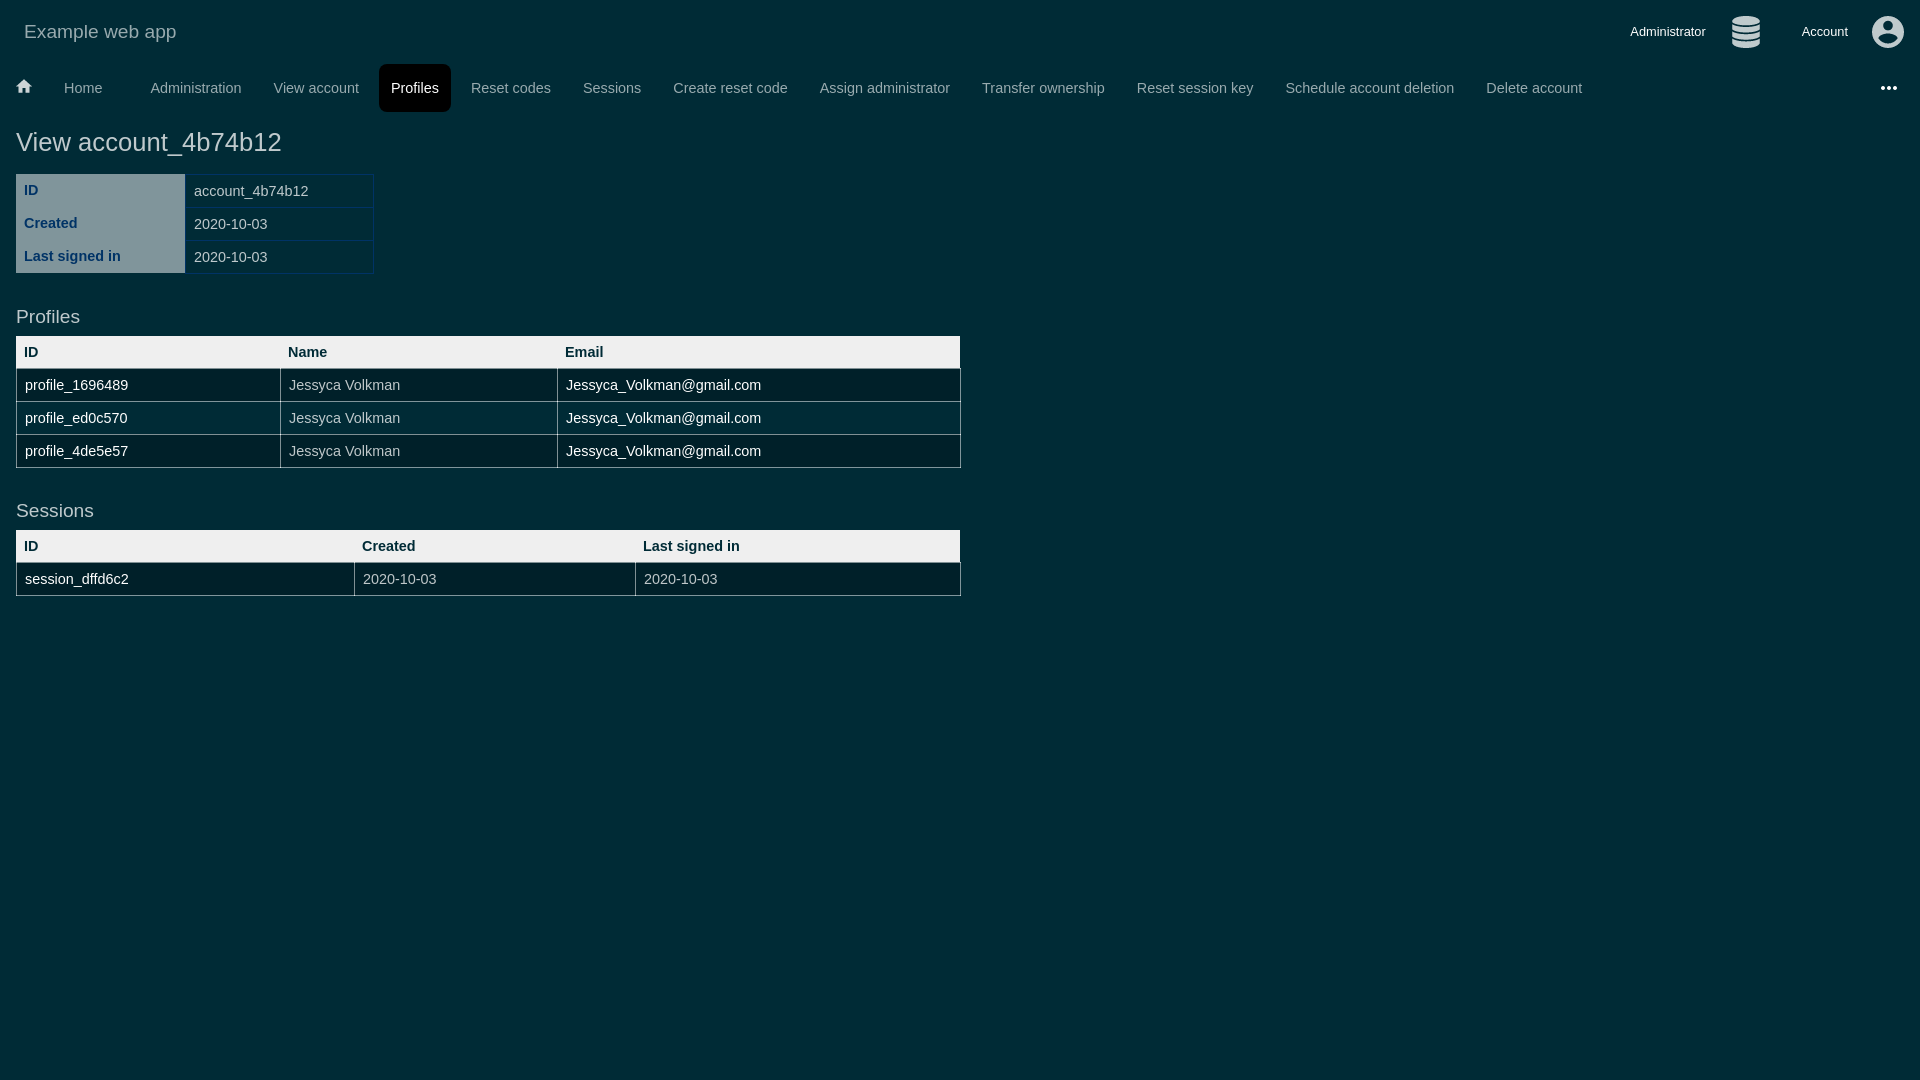 Example web app Administrator Account
Home Administration View account Profiles Reset codes Sessions Create reset code Assign administrator Transfer ownership Reset session key Schedule account deletion Delete account
View account_4b74b12
ID account_4b74b12
Created 2020-10-03
Last signed in 2020-10-03
Profiles
ID Name Email
profile_1696489 Jessyca Volkman Jessyca_Volkman@gmail.com
profile_ed0c570 Jessyca Volkman Jessyca_Volkman@gmail.com
profile_4de5e57 Jessyca Volkman Jessyca_Volkman@gmail.com
Sessions
ID Created Last signed in
session_dffd6c2 2020-10-03 2020-10-03